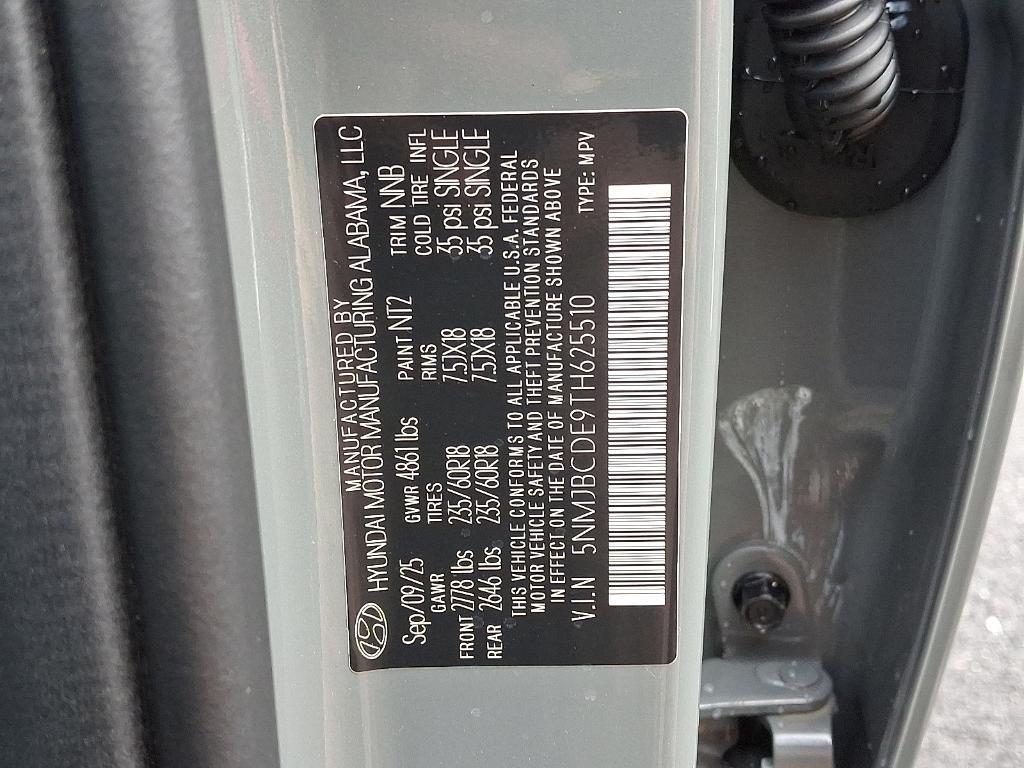 MANUFACTURED BY
HYUNDAI MOTOR MANUFACTURING ALABAMA, LLC
Sep/09/25 GVWR 4861 lbs PAINT NT2 TRIM NNB
GAWR TIRES RIMS COLD TIRE INFL
FRONT 2778 lbs 235/60R18 7.5JX18 35 psi SINGLE
REAR 2646 lbs 235/60R18 7.5JX18 35 psi SINGLE
THIS VEHICLE CONFORMS TO ALL APPLICABLE U.S.A. FEDERAL
MOTOR VEHICLE SAFETY AND THEFT PREVENTION STANDARDS
IN EFFECT ON THE DATE OF MANUFACTURE SHOWN ABOVE
V.I.N 5NMJBCDE9TH625510 TYPE: MPV